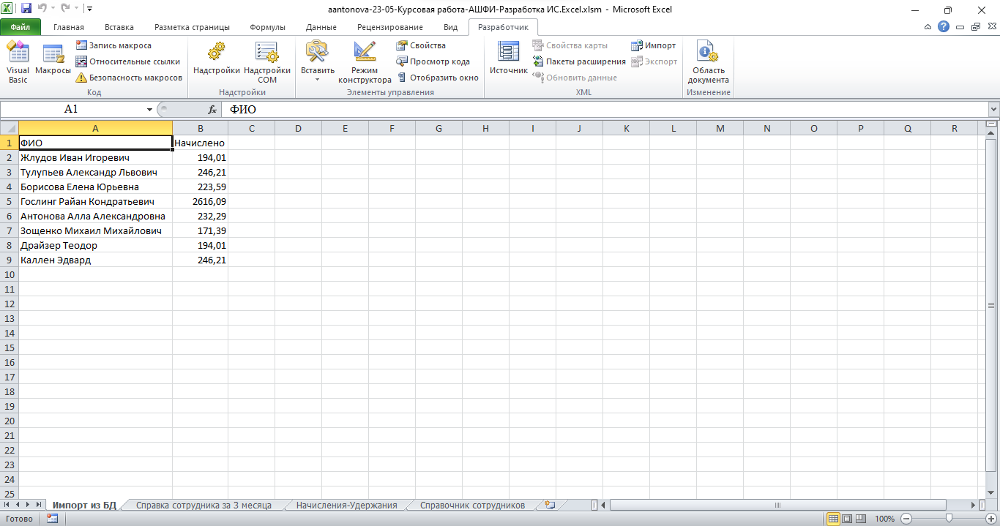 aantonova-23-05-Курсовая работа-АШФИ-Разработка ИС.Excel.xlsm - Microsoft Excel
Файл Главная Вставка Разметка страницы Формулы Данные Рецензирование Вид Разработчик
Visual Basic
Макросы
Запись макроса
Относительные ссылки
Безопасность макросов
Код
Надстройки
Надстройки COM
Надстройки
Вставить
Режим конструктора
Свойства
Просмотр кода
Отобразить окно
Элементы управления
Источник
Свойства карты
Пакеты расширения
Обновить данные
Импорт
Экспорт
XML
Область документа
Изменение
A1 fx ФИО
A B C D E F G H I J K L M N O P Q R
1 ФИО Начислено
2 Жлудов Иван Игоревич 194,01
3 Тулупьев Александр Львович 246,21
4 Борисова Елена Юрьевна 223,59
5 Гослинг Райан Кондратьевич 2616,09
6 Антонова Алла Александровна 232,29
7 Зощенко Михаил Михайлович 171,39
8 Драйзер Теодор 194,01
9 Каллен Эдвард 246,21
10
11
12
13
14
15
16
17
18
19
20
21
22
23
24
25
Импорт из БД Справка сотрудника за 3 месяца Начисления-Удержания Справочник сотрудников
Готово 100%